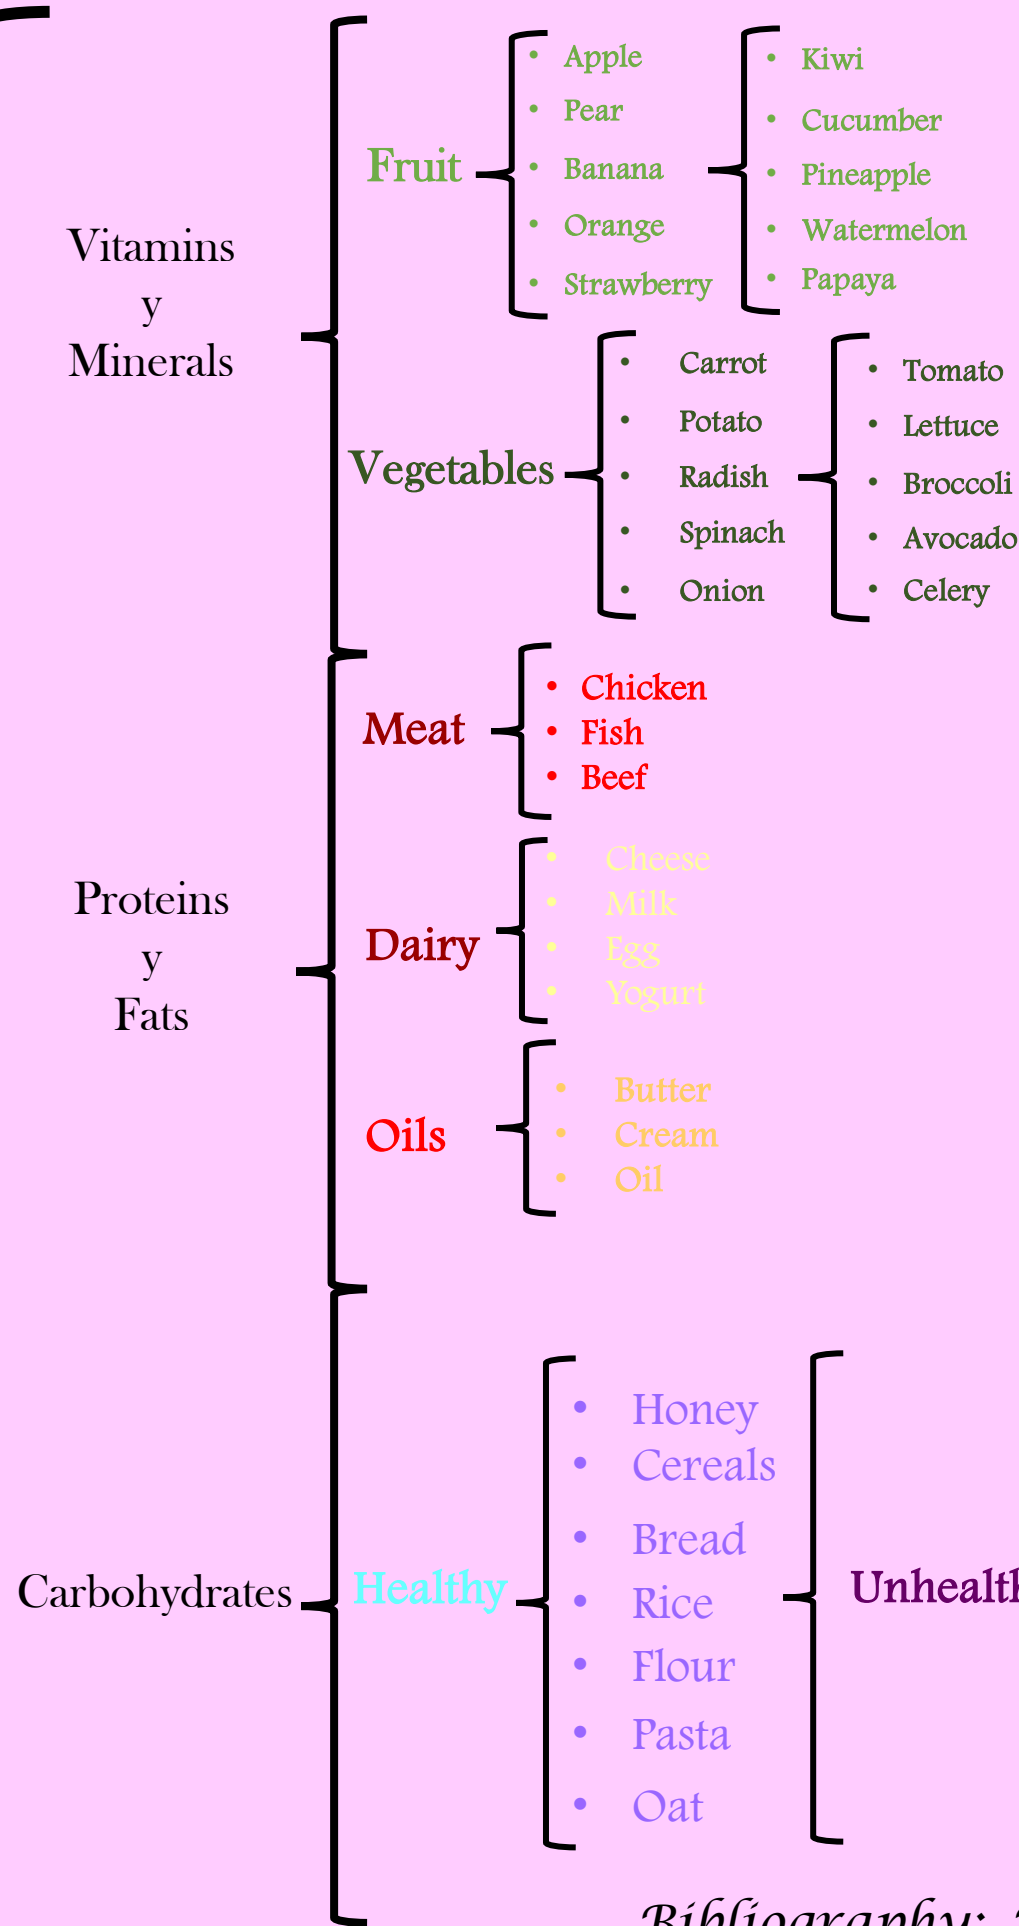 Vitamins
y
Minerals
Fruit
• Apple
• Pear
• Banana
• Orange
• Strawberry
• Kiwi
• Cucumber
• Pineapple
• Watermelon
• Papaya
Vegetables
• Carrot
• Potato
• Radish
• Spinach
• Onion
• Tomato
• Lettuce
• Broccoli
• Avocado
• Celery
Proteins
y
Fats
Meat
• Chicken
• Fish
• Beef
Dairy
• Cheese
• Milk
• Egg
• Yogurt
Oils
• Butter
• Cream
• Oil
Carbohydrates
Healthy
• Honey
• Cereals
• Bread
• Rice
• Flour
• Pasta
• Oat
Bibliography: